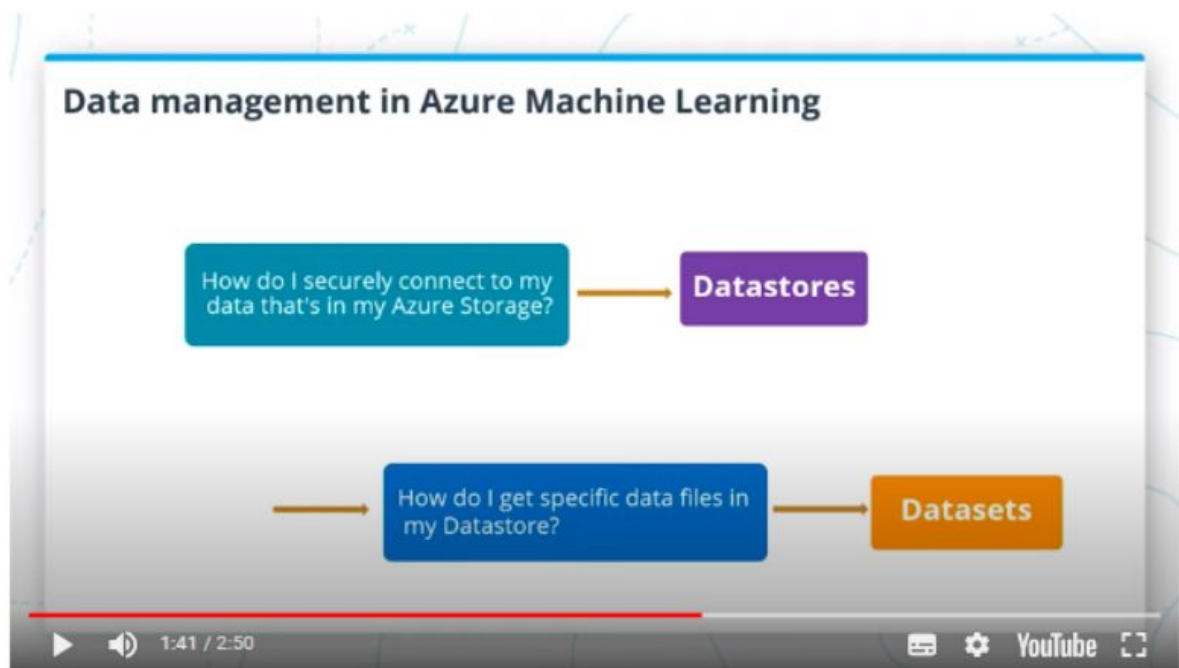 Data management in Azure Machine Learning
How do I securely connect to my
data that's in my Azure Storage?
Datastores
How do I get specific data files in
my Datastore?
Datasets
1:41 / 2:50
YouTube